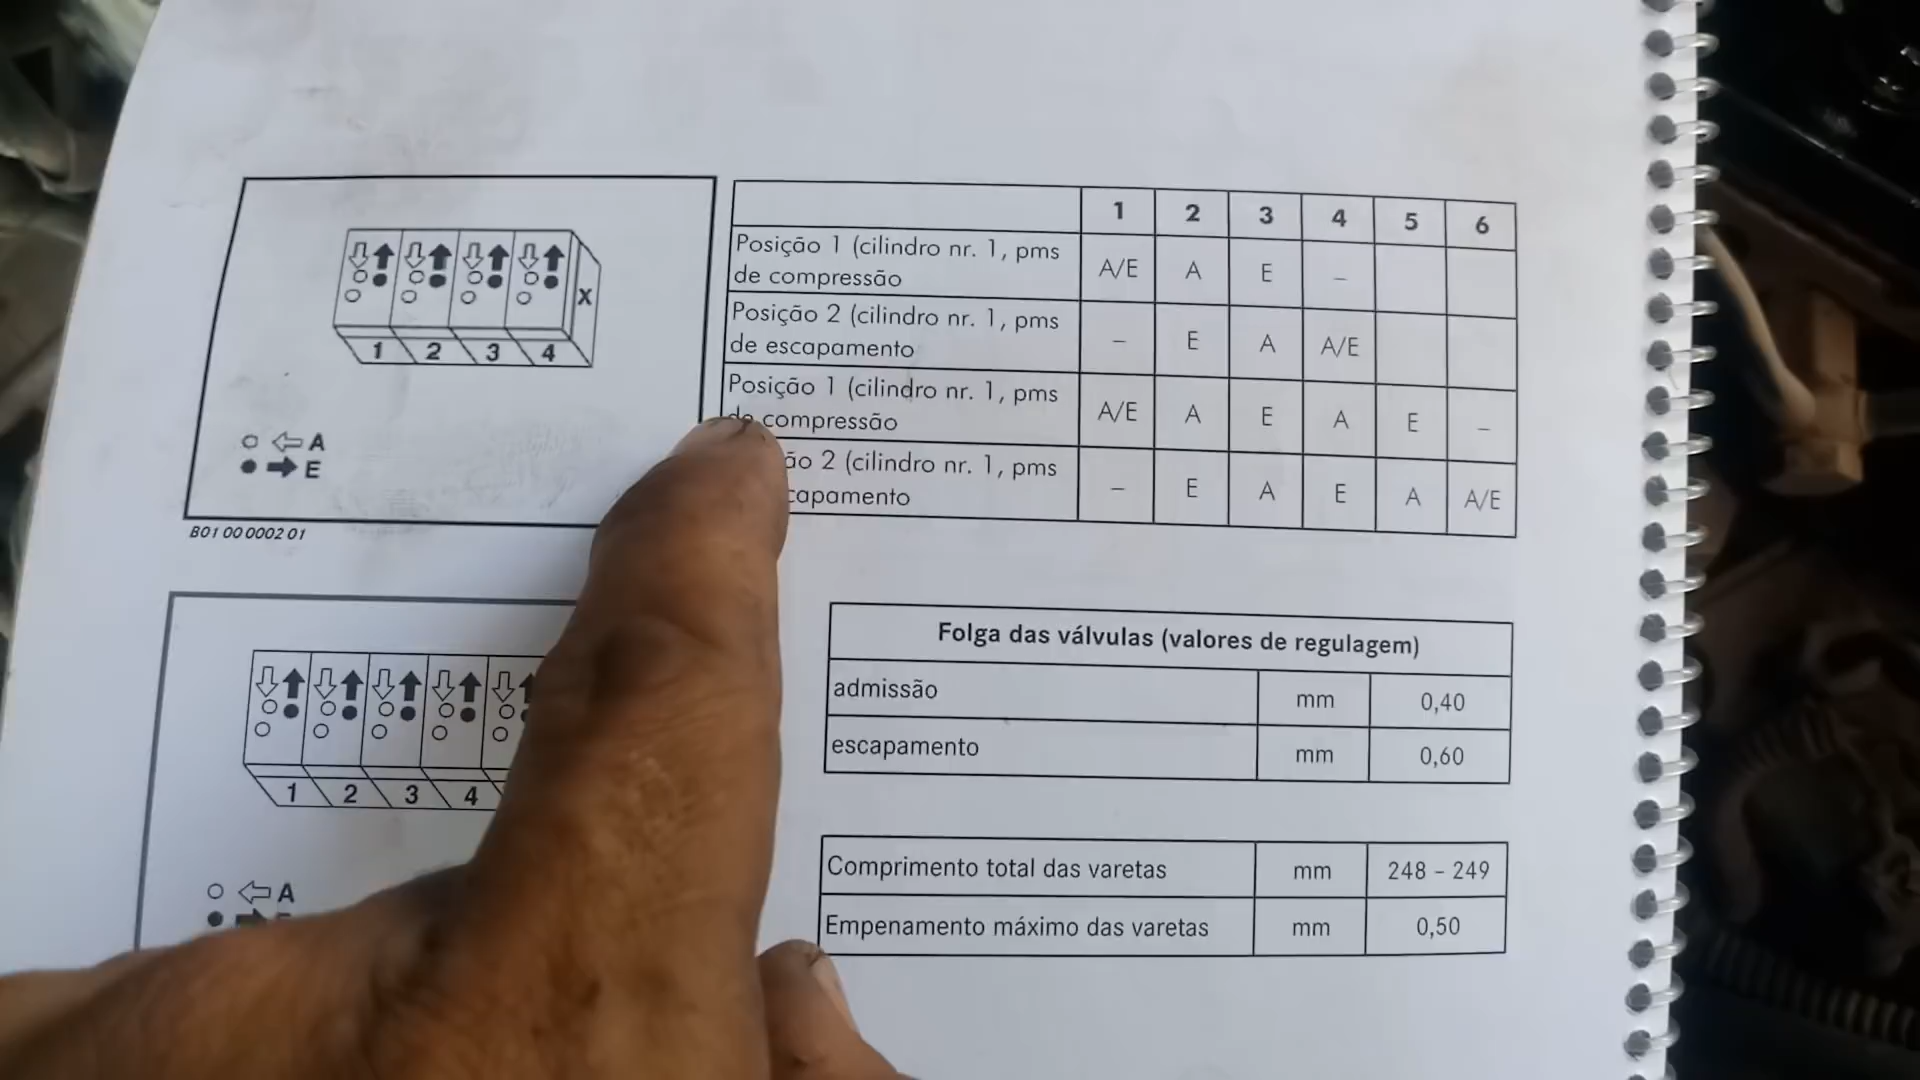 1 2 3 4
X
A
E
B01 00 0002 01
1 2 3 4 5 6
Posição 1 (cilindro nr. 1, pms
de compressão
A/E A E –
Posição 2 (cilindro nr. 1, pms
de escapamento
– E A A/E
Posição 1 (cilindro nr. 1, pms
de compressão
A/E A E A E –
ão 2 (cilindro nr. 1, pms
capamento
– E A E A A/E
1 2 3 4
A
Folga das válvulas (valores de regulagem)
admissão mm 0,40
escapamento mm 0,60
Comprimento total das varetas mm 248 – 249
Empenamento máximo das varetas mm 0,50